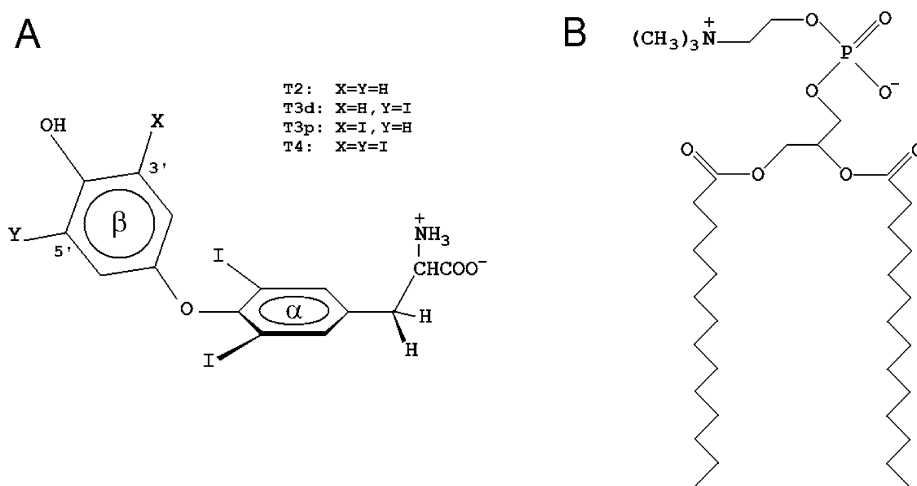 A
T2: X=Y=H
T3d: X=H,Y=I
T3p: X=I,Y=H
T4: X=Y=I
OH
X
3'
β
Y
5'
O
I
α
I
+
NH₃
CHCOO⁻
H
H
B
(CH₃)₃N⁺
O
O
P
O⁻
O
O
O
O
O